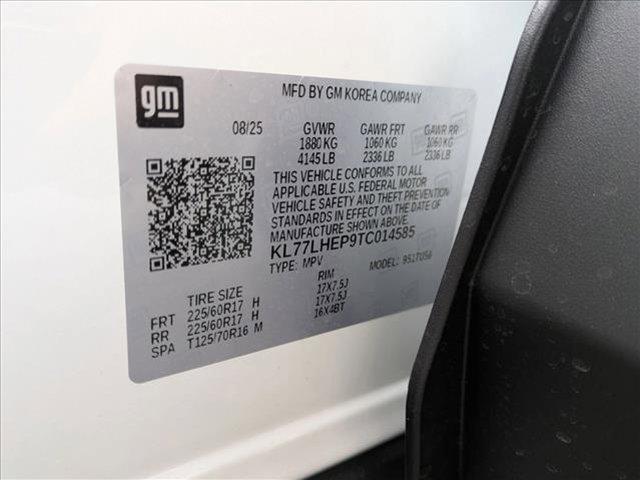 gm
MFD BY GM KOREA COMPANY
08/25 GVWR GAWR FRT GAWR RR
1880 KG 1060 KG 1060 KG
4145 LB 2336 LB 2336 LB
THIS VEHICLE CONFORMS TO ALL
APPLICABLE U.S. FEDERAL MOTOR
VEHICLE SAFETY AND THEFT PREVENTION
STANDARDS IN EFFECT ON THE DATE OF
MANUFACTURE SHOWN ABOVE.
KL77LHEP9TC014585
TYPE: MPV MODEL:
TIRE SIZE RIM
FRT 225/60R17 H 17X7.5J
RR 225/60R17 H 17X7.5J
SPA T125/70R16 M 16X4BT